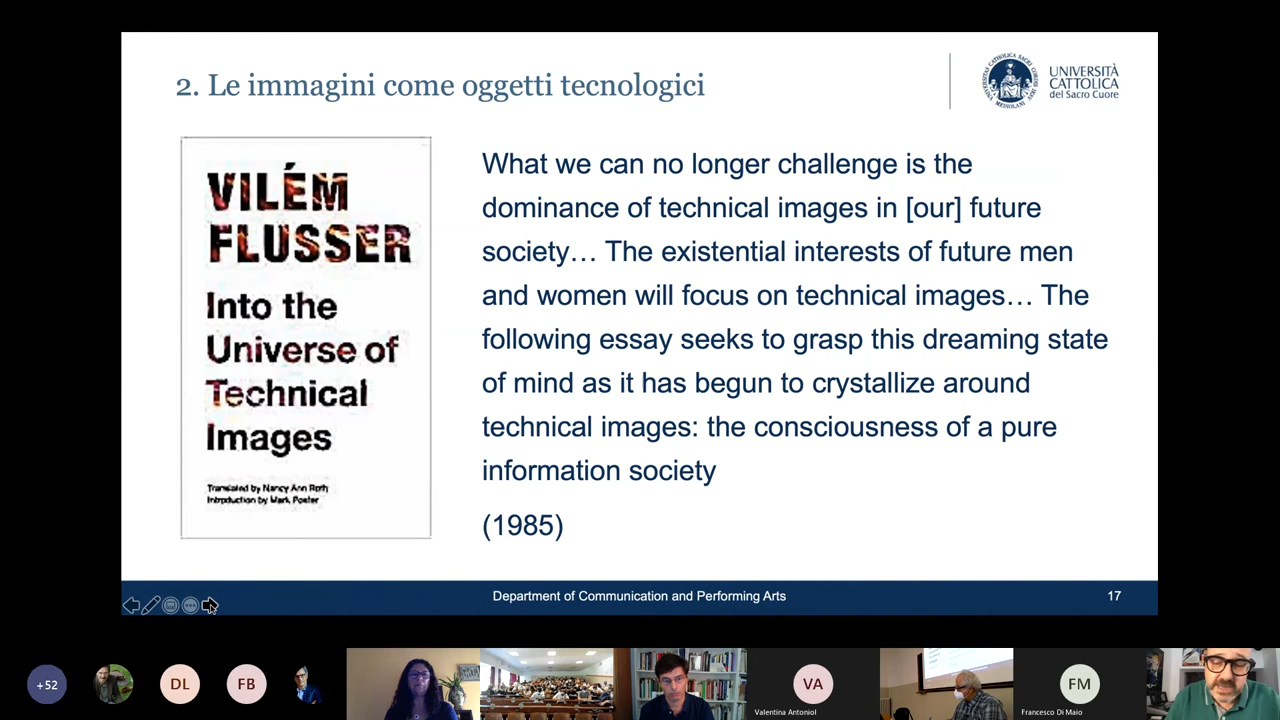 2. Le immagini come oggetti tecnologici
UNIVERSITÀ
CATTOLICA
del Sacro Cuore
VILÉM
FLUSSER
Into the
Universe of
Technical
Images
Translated by Nancy Ann Roth
Introduction by Mark Poster
What we can no longer challenge is the
dominance of technical images in [our] future
society… The existential interests of future men
and women will focus on technical images… The
following essay seeks to grasp this dreaming state
of mind as it has begun to crystallize around
technical images: the consciousness of a pure
information society
(1985)
Department of Communication and Performing Arts
17
+52
DL
FB
VA
Valentina Antoniol
FM
Francesco Di Maio